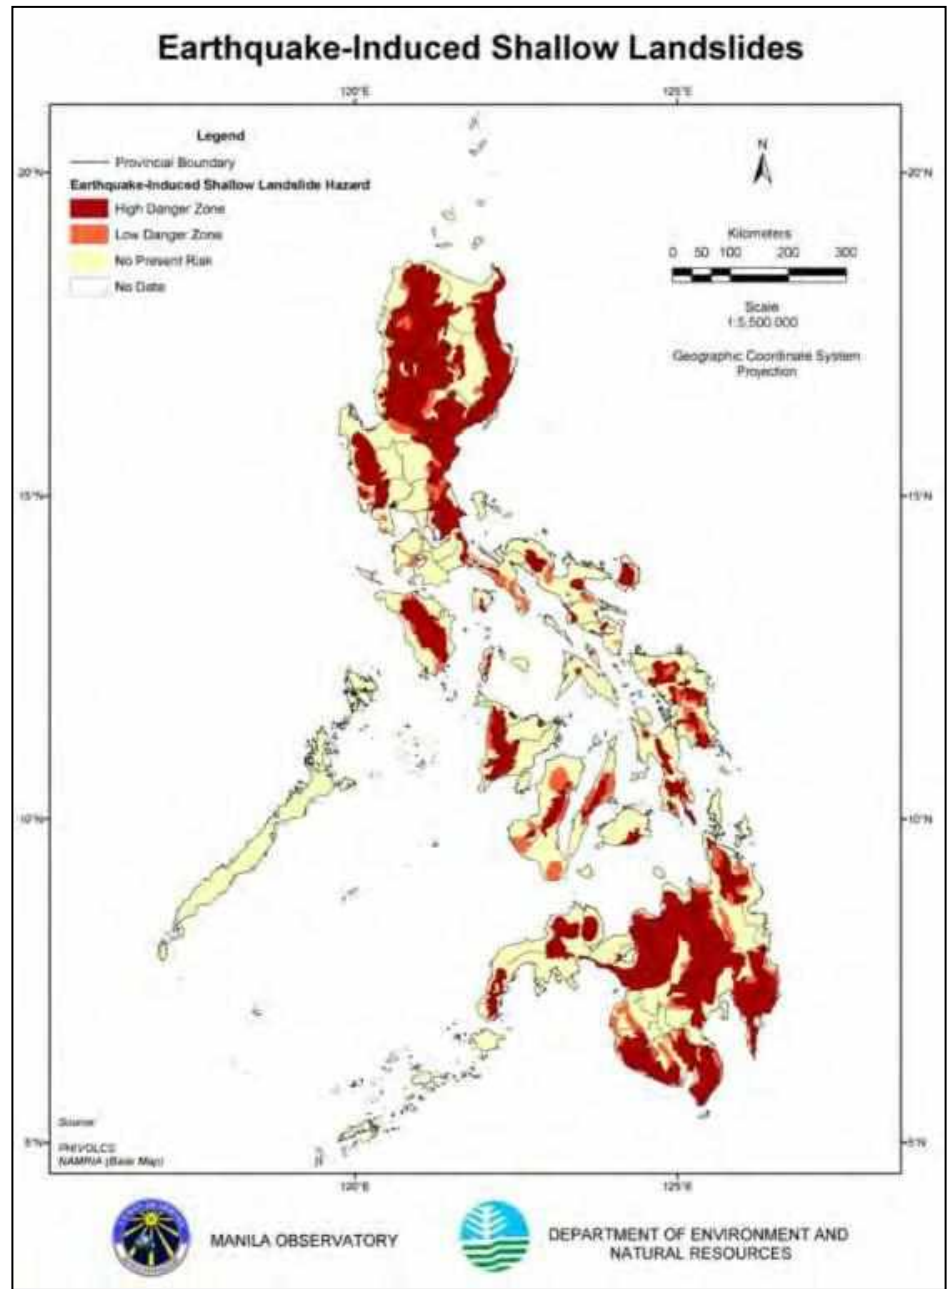 Earthquake-Induced Shallow Landslides
120°E
125°E
Legend
Provincial Boundary
Earthquake-Induced Shallow Landslide Hazard
High Danger Zone
Low Danger Zone
No Present Risk
No Data
N
Kilometers
0 50 100 200 300
Scale
1:5,500,000
Geographic Coordinate System
Projection
20°N
20°N
15°N
15°N
10°N
10°N
5°N
5°N
Source:
PHIVOLCS
NAMRIA (Base Map)
120°E
125°E
MANILA OBSERVATORY
DEPARTMENT OF ENVIRONMENT AND
NATURAL RESOURCES